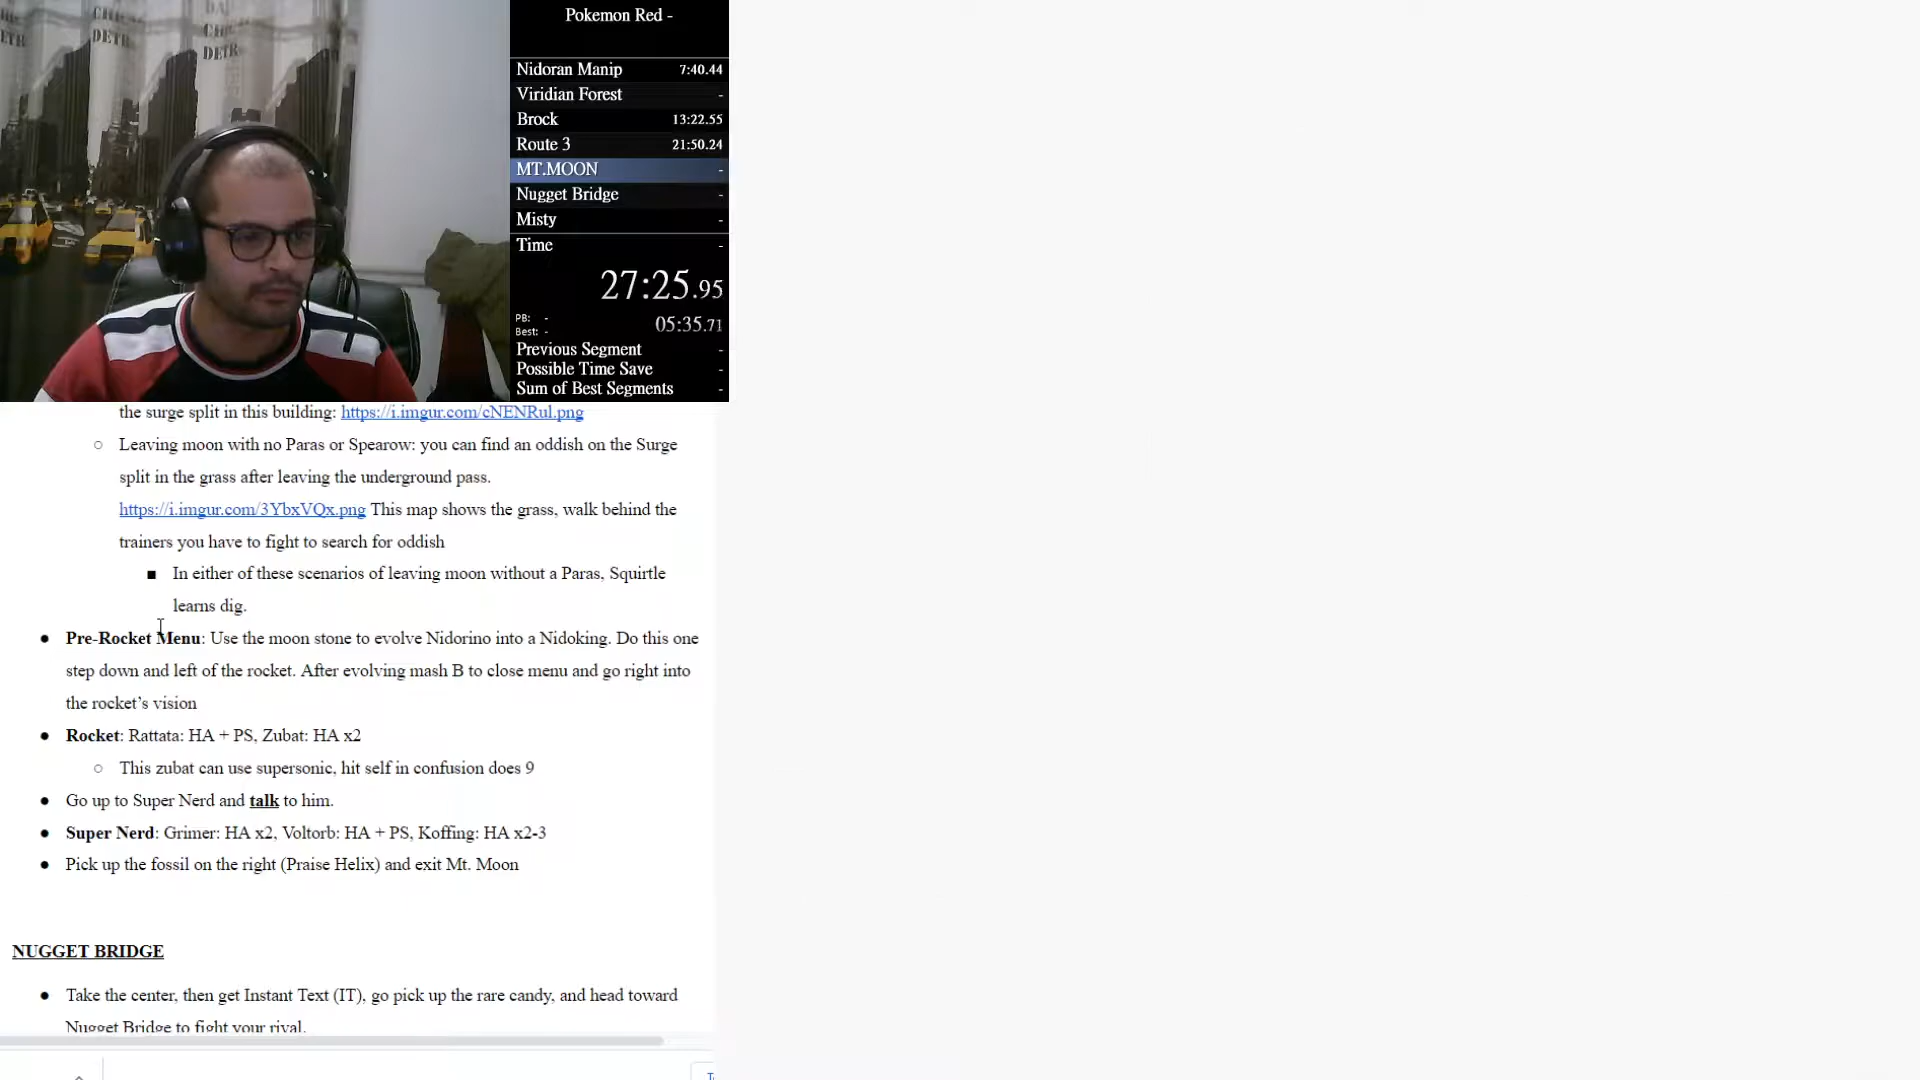 Pokemon Red -
Nidoran Manip 7:40.44
Viridian Forest -
Brock 13:22.55
Route 3 21:50.24
MT.MOON -
Nugget Bridge -
Misty -
Time -
27:25.95
PB: -
Best: -
05:35.71
Previous Segment -
Possible Time Save -
Sum of Best Segments -
the surge split in this building: https://i.imgur.com/cNENRul.png
○ Leaving moon with no Paras or Spearow: you can find an oddish on the Surge
split in the grass after leaving the underground pass.
https://i.imgur.com/3YbxVQx.png This map shows the grass, walk behind the
trainers you have to fight to search for oddish
■ In either of these scenarios of leaving moon without a Paras, Squirtle
learns dig.
● Pre-Rocket Menu: Use the moon stone to evolve Nidorino into a Nidoking. Do this one
step down and left of the rocket. After evolving mash B to close menu and go right into
the rocket’s vision
● Rocket: Rattata: HA + PS, Zubat: HA x2
○ This zubat can use supersonic, hit self in confusion does 9
● Go up to Super Nerd and talk to him.
● Super Nerd: Grimer: HA x2, Voltorb: HA + PS, Koffing: HA x2-3
● Pick up the fossil on the right (Praise Helix) and exit Mt. Moon
NUGGET BRIDGE
● Take the center, then get Instant Text (IT), go pick up the rare candy, and head toward
Nugget Bridge to fight your rival.